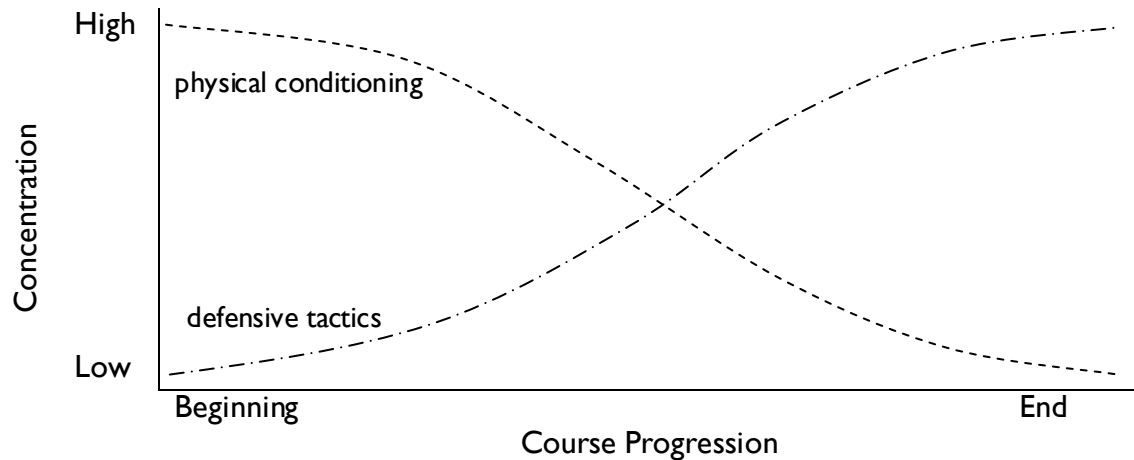 High
physical conditioning
Concentration
defensive tactics
Low
Beginning
End
Course Progression